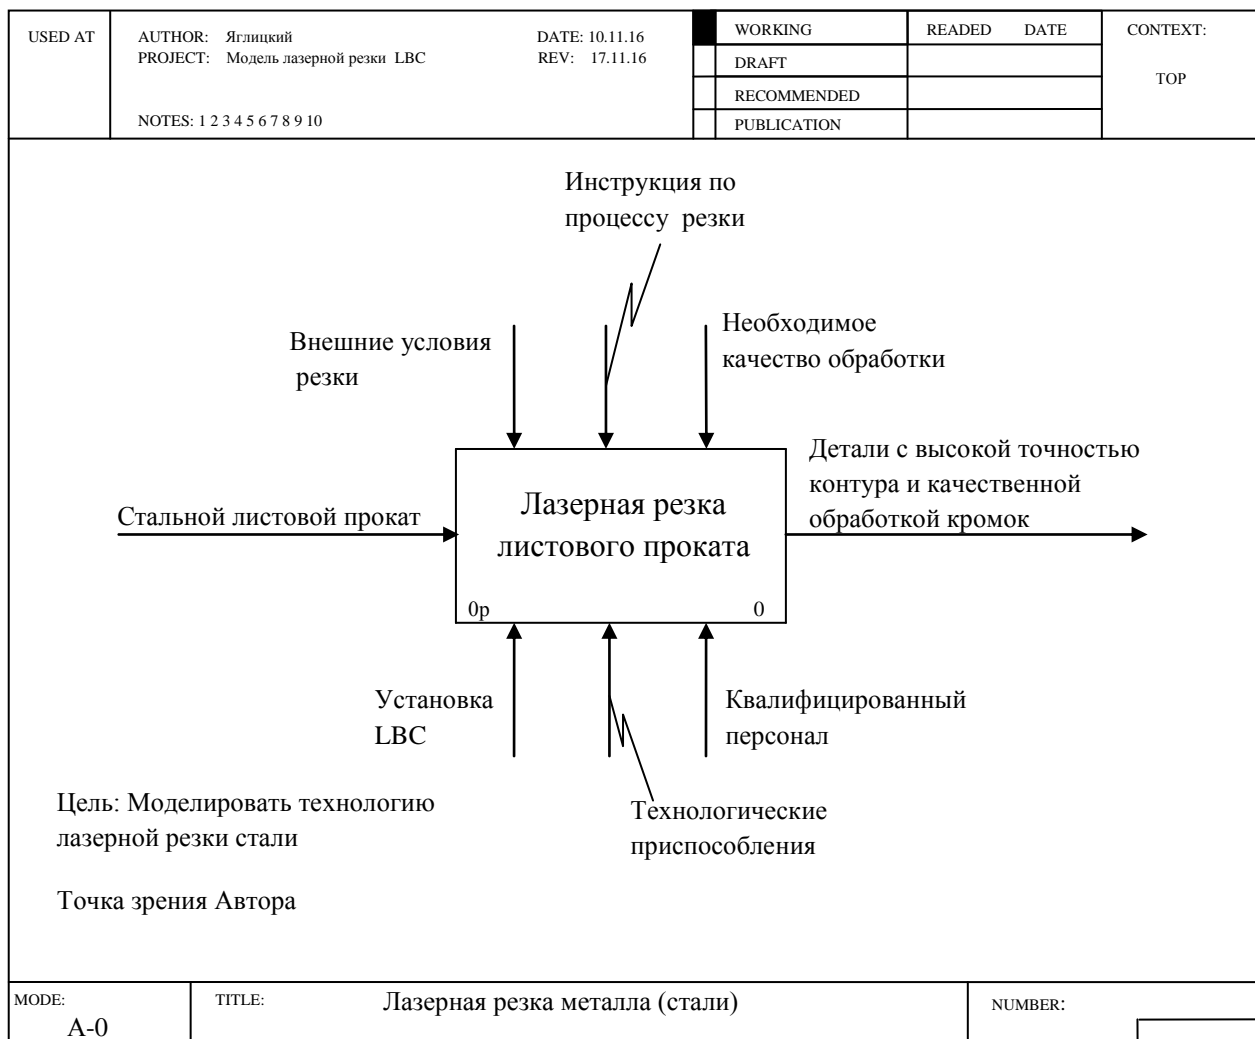 USED AT
AUTHOR: Яглицкий
DATE: 10.11.16
PROJECT: Модель лазерной резки LBC
REV: 17.11.16
NOTES: 1 2 3 4 5 6 7 8 9 10
WORKING
READED DATE
CONTEXT:
DRAFT
TOP
RECOMMENDED
PUBLICATION
Инструкция по
процессу резки
Внешние условия
резки
Необходимое
качество обработки
Стальной листовой прокат
Лазерная резка
листового проката
0р
0
Детали с высокой точностью
контура и качественной
обработкой кромок
Установка
LBC
Квалифицированный
персонал
Технологические
приспособления
Цель: Моделировать технологию
лазерной резки стали
Точка зрения Автора
MODE:
A-0
TITLE:
Лазерная резка металла (стали)
NUMBER: